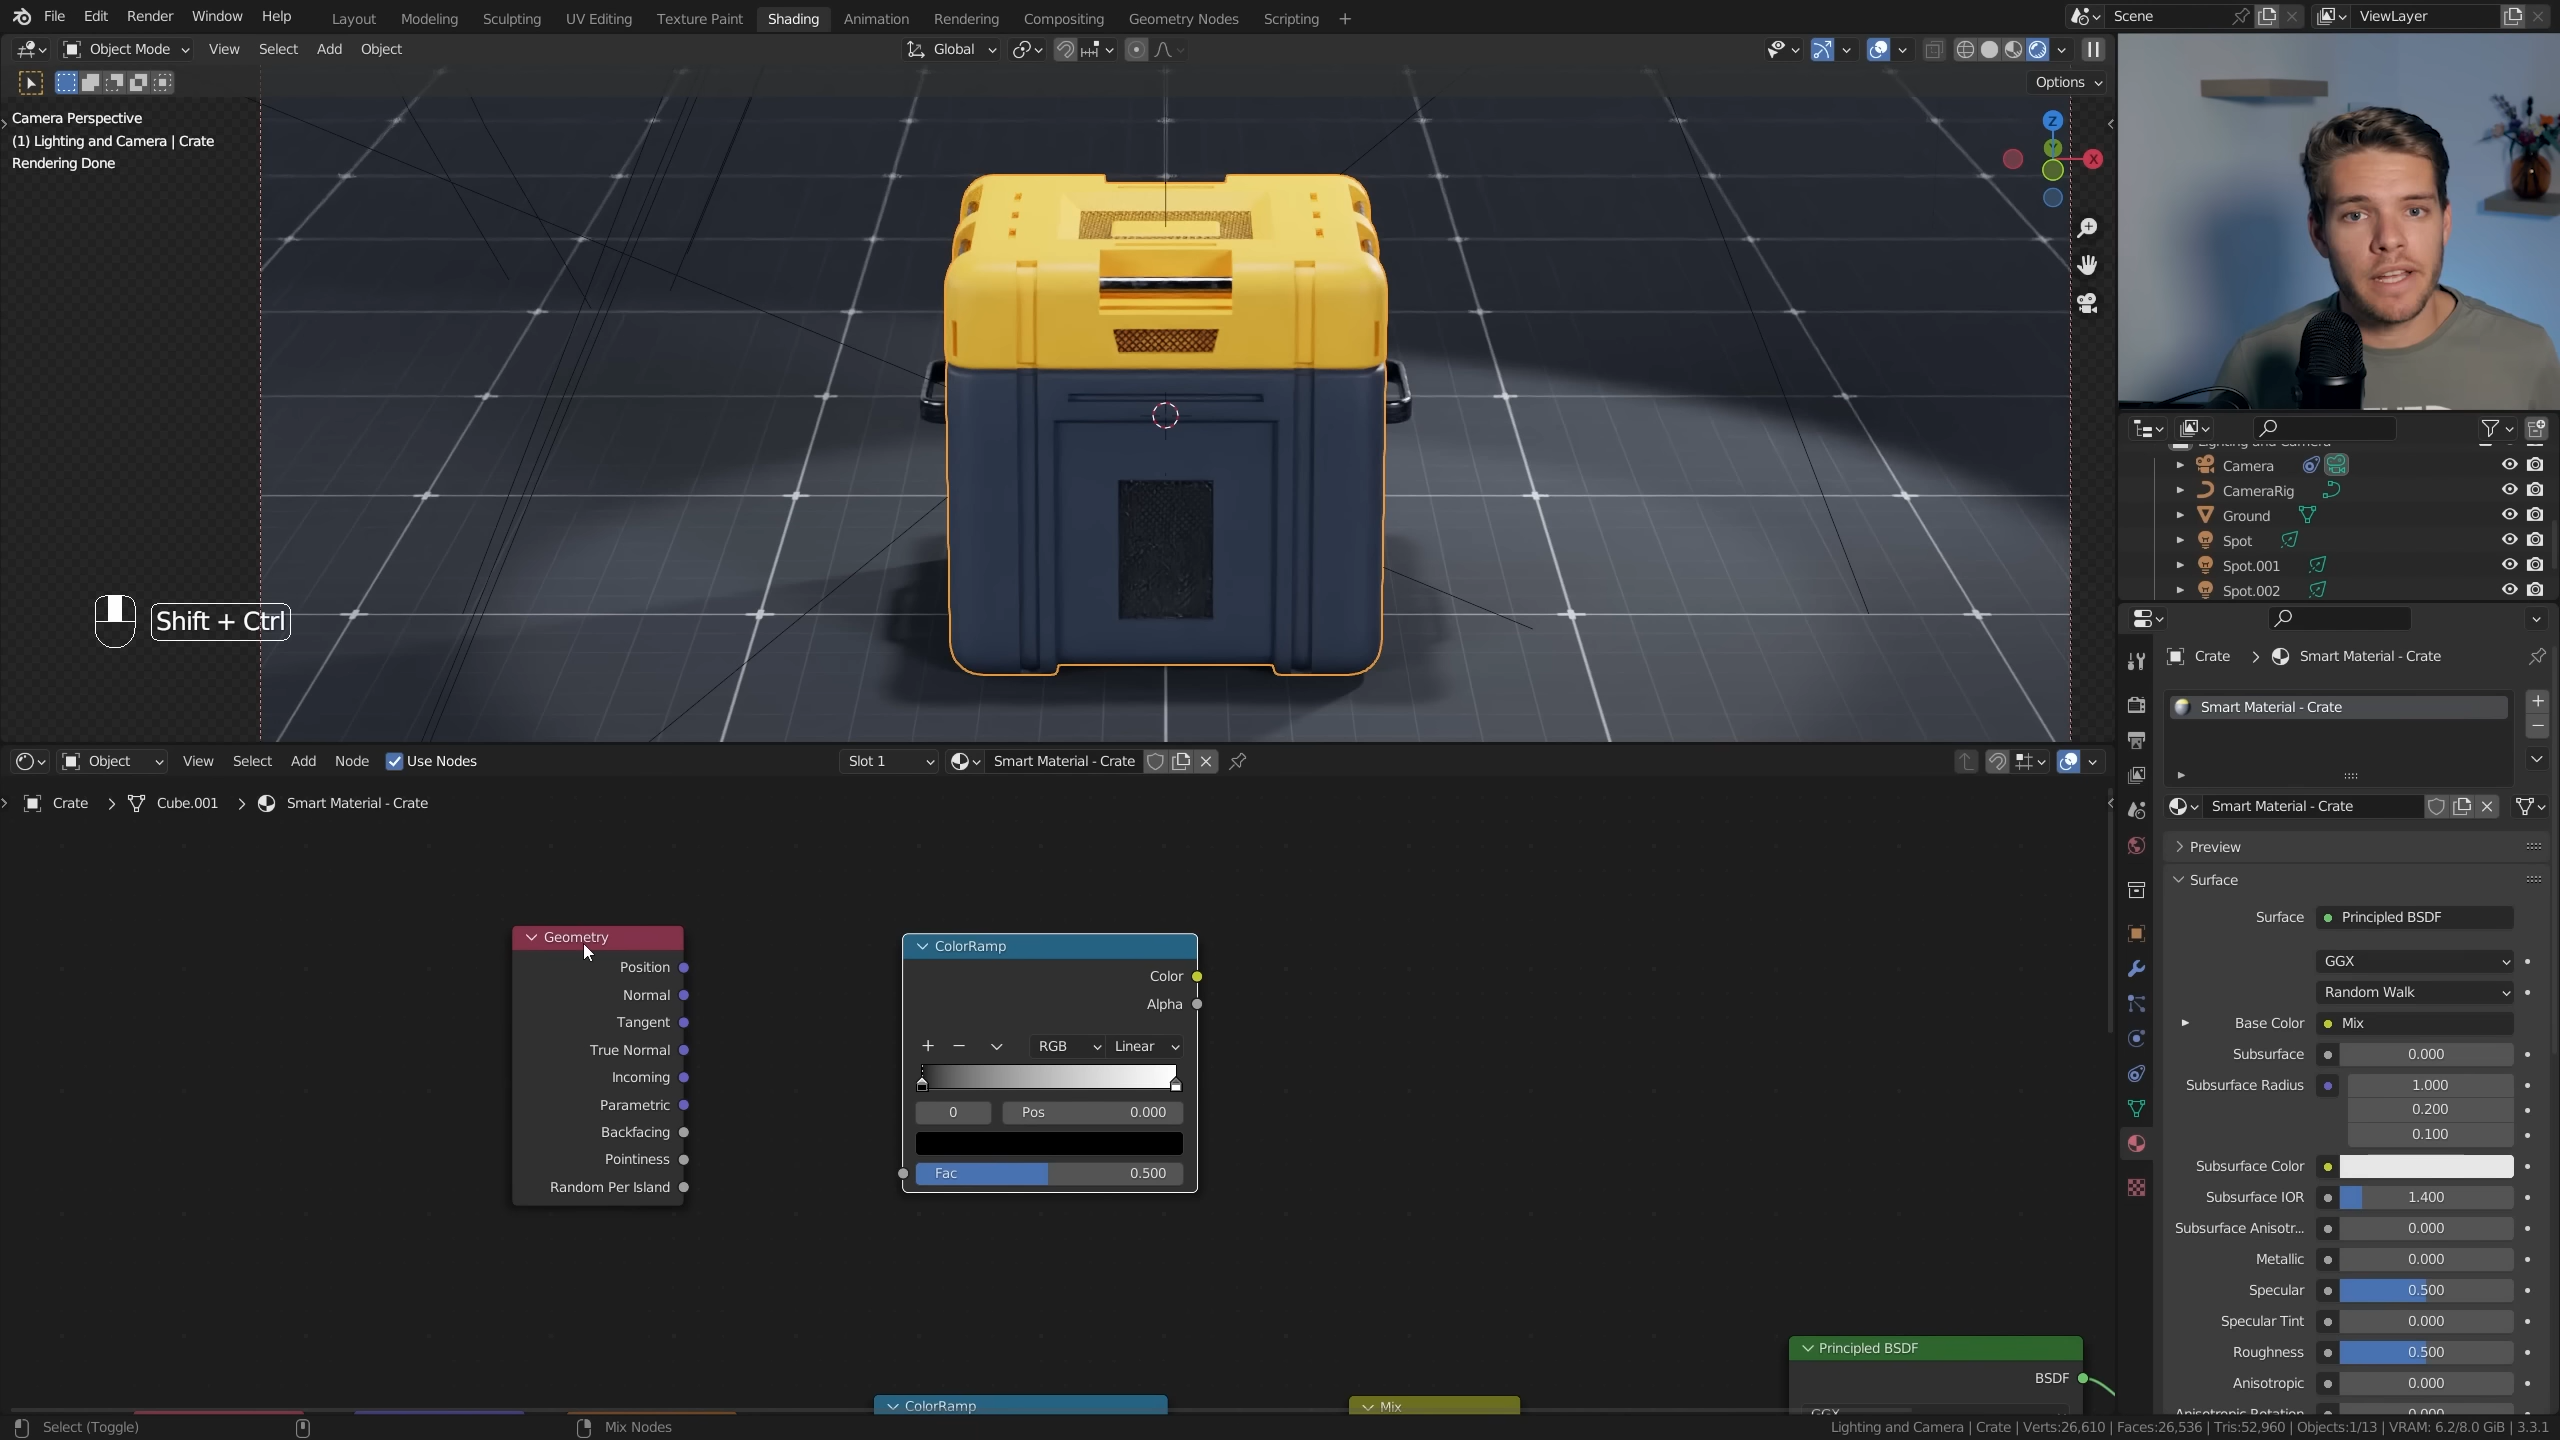 File Edit Render Window Help Layout Modeling Sculpting UV Editing Texture Paint Shading Animation Rendering Compositing Geometry Nodes Scripting + Scene ViewLayer
Object Mode View Select Add Object Global
Options
Camera Perspective
(1) Lighting and Camera | Crate
Rendering Done
Z
X
Shift + Ctrl
Camera
CameraRig
Ground
Spot
Spot.001
Spot.002
Crate > Smart Material - Crate
Smart Material - Crate
Smart Material - Crate
Preview
Surface
Surface Principled BSDF
GGX
Random Walk
Base Color Mix
Subsurface 0.000
Subsurface Radius 1.000
0.200
0.100
Subsurface Color
Subsurface IOR 1.400
Subsurface Anisotr... 0.000
Metallic 0.000
Specular 0.500
Specular Tint 0.000
Roughness 0.500
Anisotropic 0.000
Object View Select Add Node Use Nodes Slot 1 Smart Material - Crate
Crate > Cube.001 > Smart Material - Crate
Geometry
Position
Normal
Tangent
True Normal
Incoming
Parametric
Backfacing
Pointiness
Random Per Island
ColorRamp
Color
Alpha
+ − RGB Linear
0 Pos 0.000
Fac 0.500
Principled BSDF
BSDF
GGX
ColorRamp
Mix
Select (Toggle) Mix Nodes Lighting and Camera | Crate | Verts:26,610 | Faces:26,536 | Tris:52,960 | Objects:1/13 | VRAM: 6.2/8.0 GiB | 3.3.1